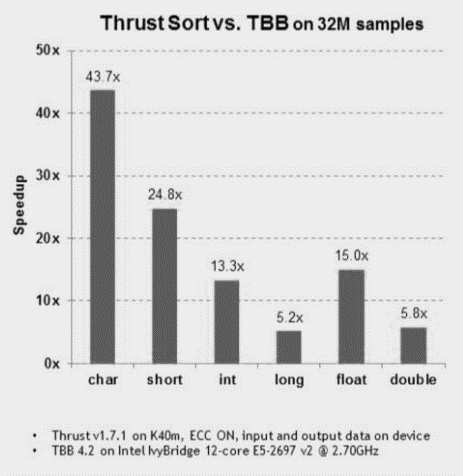 Thrust Sort vs. TBB on 32M samples
50x
43.7x
40x
30x
24.8x
20x
15.0x
13.3x
10x
5.2x
5.8x
0x
Speedup
char short int long float double
• Thrust v1.7.1 on K40m, ECC ON, input and output data on device
• TBB 4.2 on Intel IvyBridge 12-core E5-2697 v2 @ 2.70GHz